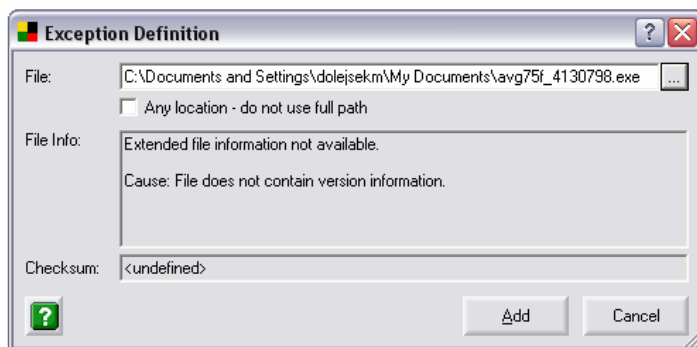 Exception Definition
File:
C:\Documents and Settings\dolejsekm\My Documents\avg75f_4130798.exe
...
Any location - do not use full path
File Info:
Extended file information not available.
Cause: File does not contain version information.
Checksum:
<undefined>
Add
Cancel